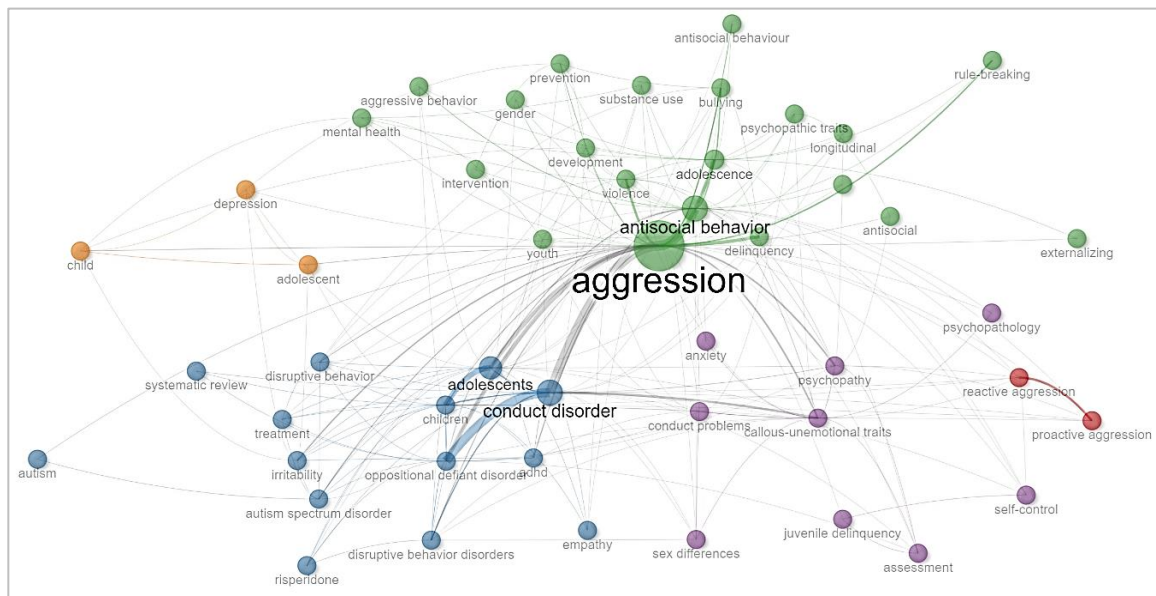 antisocial behaviour
prevention
rule-breaking
aggressive behavior
substance use
bullying
gender
psychopathic traits
mental health
longitudinal
development
adolescence
intervention
violence
depression
antisocial behavior
antisocial
child
adolescent
youth
delinquency
externalizing
aggression
psychopathology
anxiety
disruptive behavior
psychopathy
systematic review
adolescents
reactive aggression
children
conduct disorder
treatment
conduct problems
callous-unemotional traits
proactive aggression
autism
irritability
oppositional defiant disorder
adhd
autism spectrum disorder
self-control
juvenile delinquency
empathy
disruptive behavior disorders
sex differences
assessment
risperidone